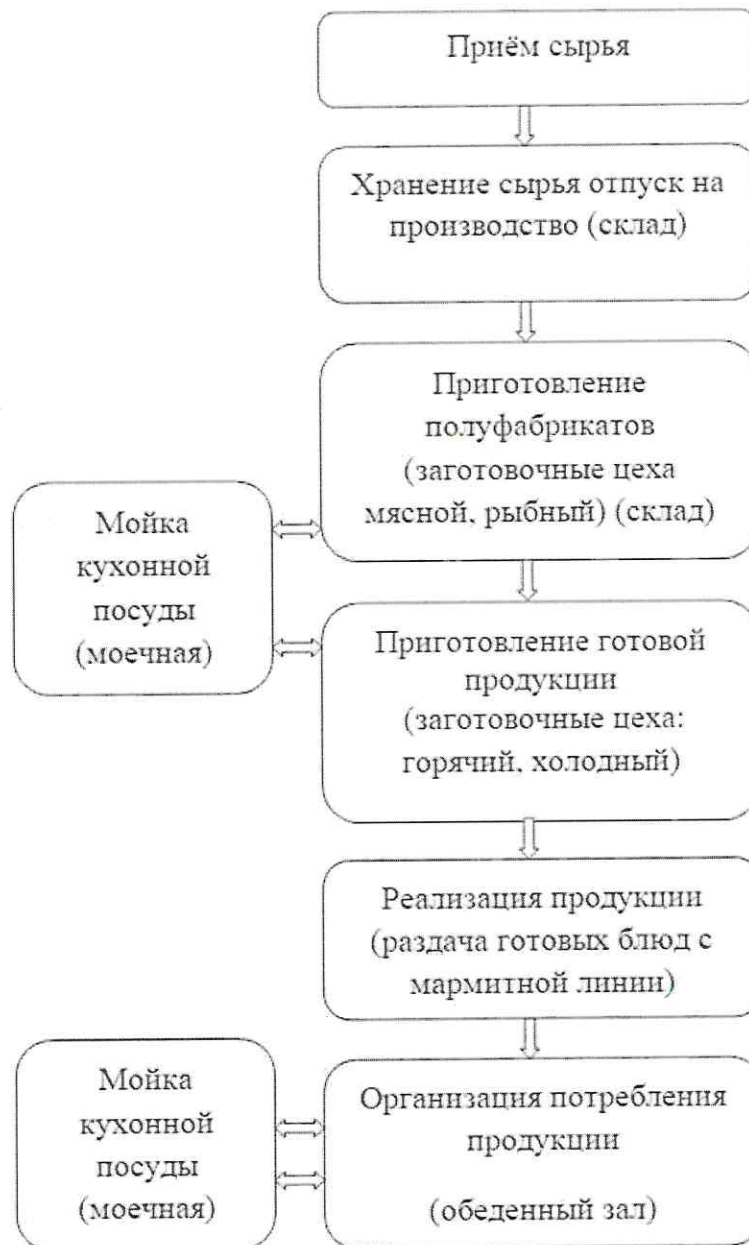 Приём сырья
Хранение сырья отпуск на
производство (склад)
Приготовление
полуфабрикатов
(заготовочные цеха
мясной, рыбный) (склад)
Мойка
кухонной
посуды
(моечная)
Приготовление готовой
продукции
(заготовочные цеха:
горячий, холодный)
Реализация продукции
(раздача готовых блюд с
мармитной линии)
Мойка
кухонной
посуды
(моечная)
Организация потребления
продукции
(обеденный зал)